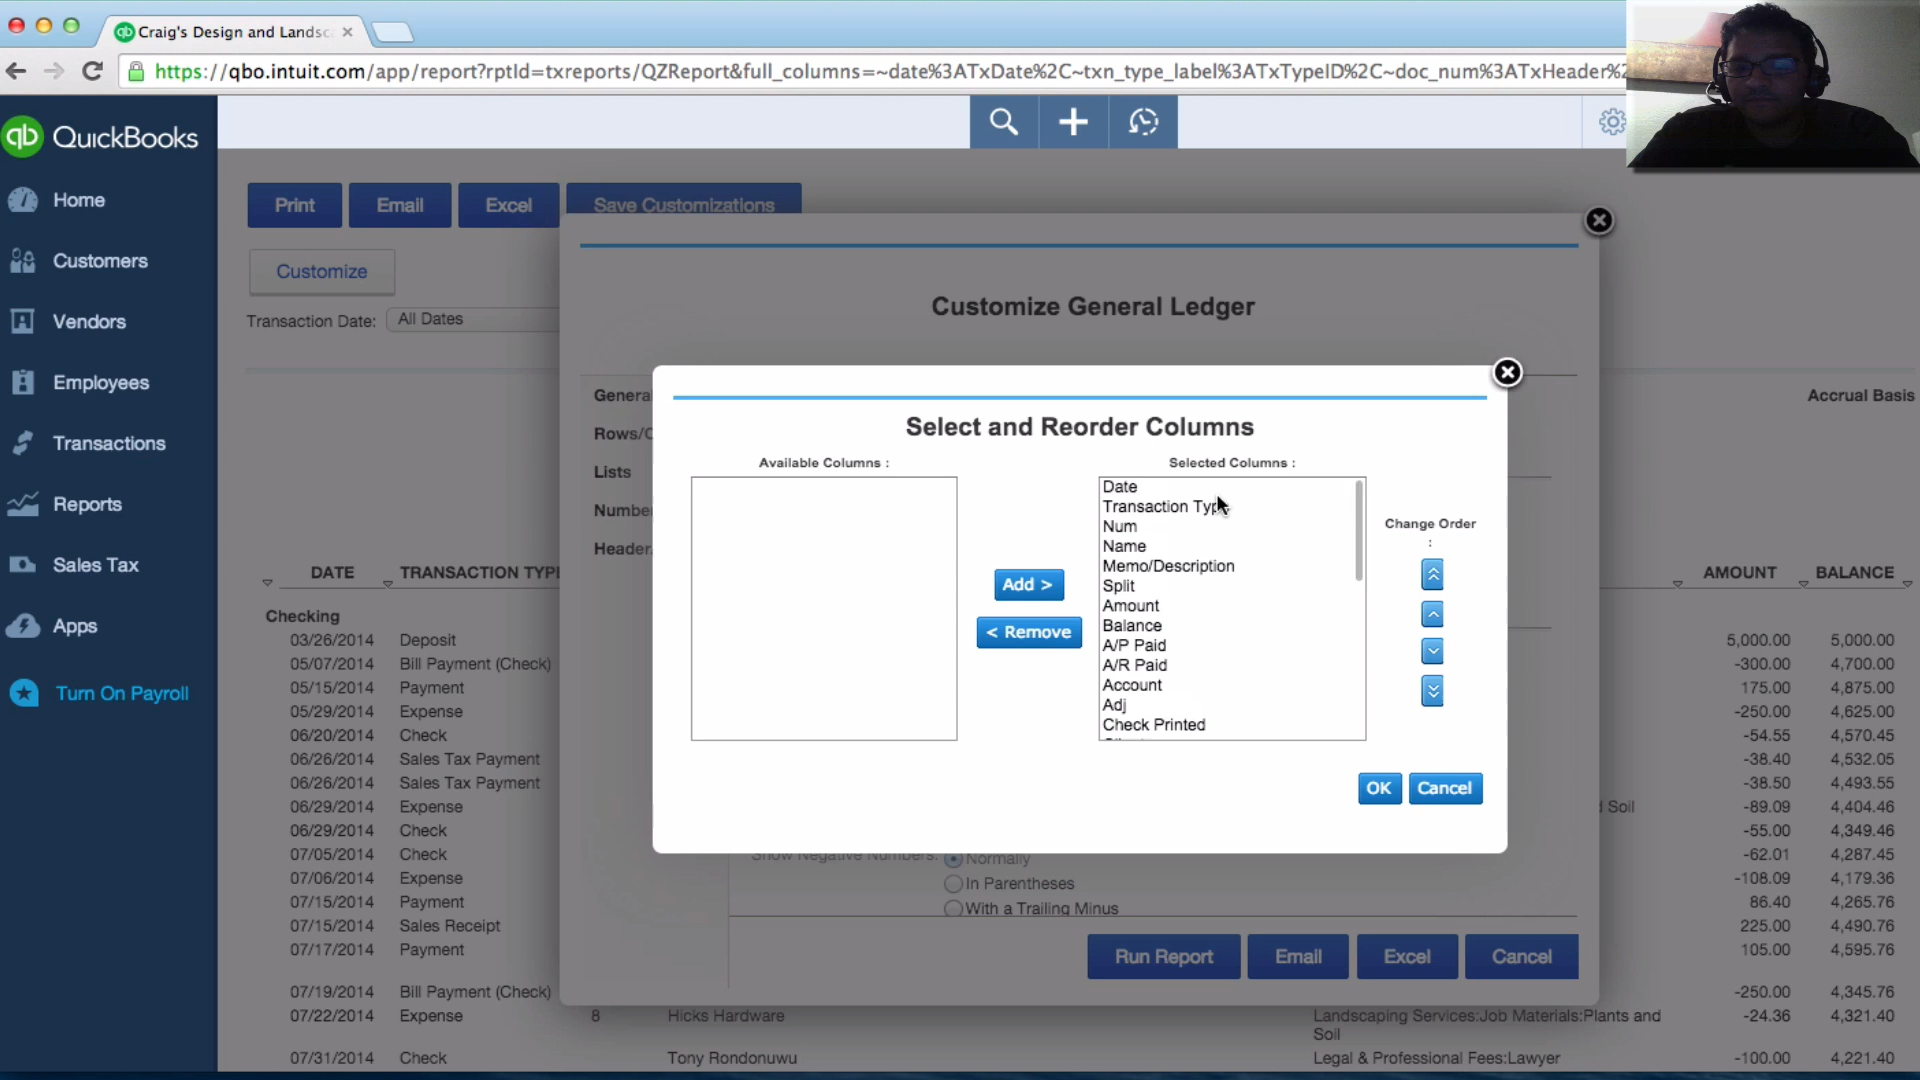 Craig's Design and Landsc
https://qbo.intuit.com/app/report?rptId=txreports/QZReport&full_columns=~date%3ATxDate%2C~txn_type_label%3ATxTypeID%2C~doc_num%3ATxHeader%2
qb QuickBooks
Home
Customers
Vendors
Employees
Transactions
Reports
Sales Tax
Apps
Turn On Payroll
Print Email Excel Save Customizations
Customize
Transaction Date: All Dates
Customize General Ledger
Genera
Rows/C
Lists
Numbe
Header
Accrual Basis
Select and Reorder Columns
Available Columns :
Selected Columns :
Date
Transaction Type
Num
Name
Memo/Description
Split
Amount
Balance
A/P Paid
A/R Paid
Account
Adj
Check Printed
Add >
< Remove
Change Order
:
OK Cancel
Show Negative Numbers: Normally
In Parentheses
With a Trailing Minus
Run Report Email Excel Cancel
DATE TRANSACTION TYPE AMOUNT BALANCE
Checking
03/26/2014 Deposit 5,000.00 5,000.00
05/07/2014 Bill Payment (Check) -300.00 4,700.00
05/15/2014 Payment 175.00 4,875.00
05/29/2014 Expense -250.00 4,625.00
06/20/2014 Check -54.55 4,570.45
06/26/2014 Sales Tax Payment -38.40 4,532.05
06/26/2014 Sales Tax Payment -38.50 4,493.55
06/29/2014 Expense d Soil -89.09 4,404.46
06/29/2014 Check -55.00 4,349.46
07/05/2014 Check -62.01 4,287.45
07/06/2014 Expense -108.09 4,179.36
07/15/2014 Payment 86.40 4,265.76
07/15/2014 Sales Receipt 225.00 4,490.76
07/17/2014 Payment 105.00 4,595.76
07/19/2014 Bill Payment (Check) -250.00 4,345.76
07/22/2014 Expense 8 Hicks Hardware Landscaping Services:Job Materials:Plants and -24.36 4,321.40
Soil
07/31/2014 Check Tony Rondonuwu Legal & Professional Fees:Lawyer -100.00 4,221.40